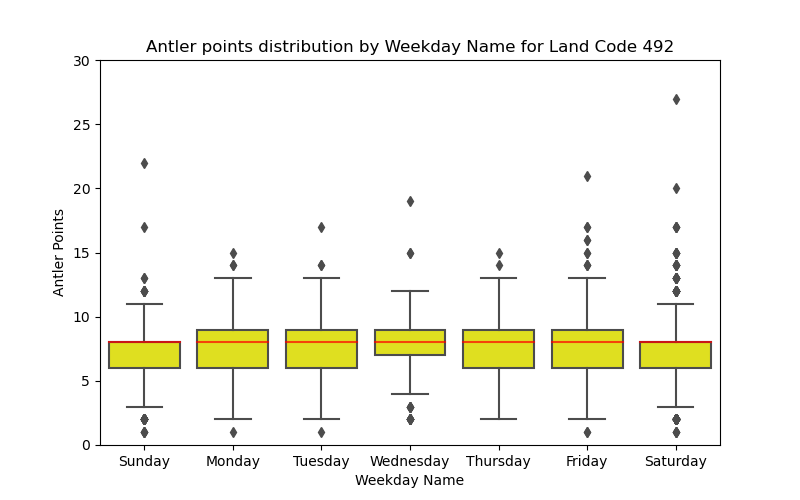 Antler points distribution by Weekday Name for Land Code 492
30
25
20
15
10
5
0
Antler Points
Sunday Monday Tuesday Wednesday Thursday Friday Saturday
Weekday Name